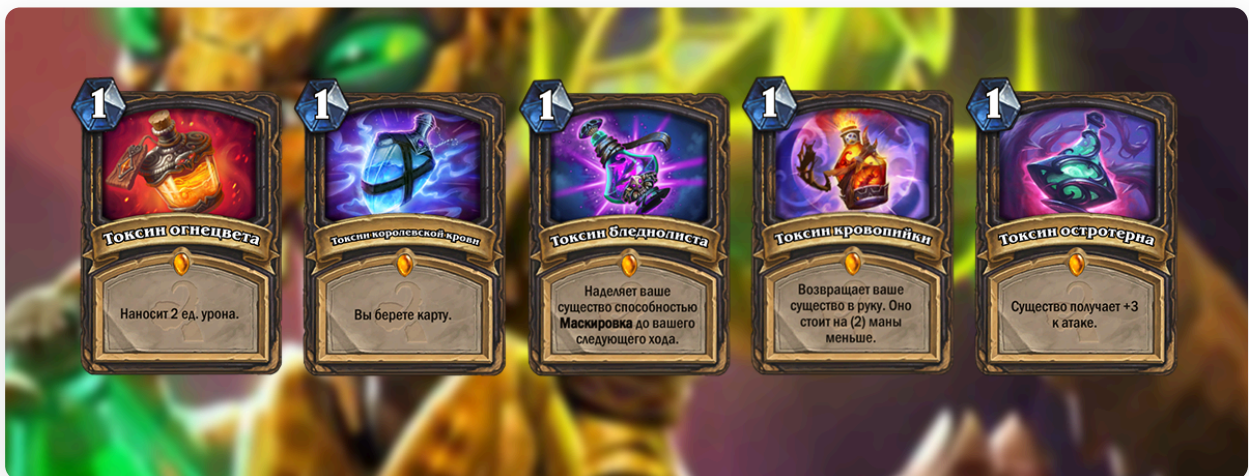 1
Токсин огнецвета
Наносит 2 ед. урона.
1
Токсин королевской крови
Вы берете карту.
1
Токсин бледнолиста
Наделяет ваше
существо способностью
Маскировка до вашего
следующего хода.
1
Токсин кровопийки
Возвращает ваше
существо в руку. Оно
стоит на (2) маны
меньше.
1
Токсин остротерна
Существо получает +3
к атаке.